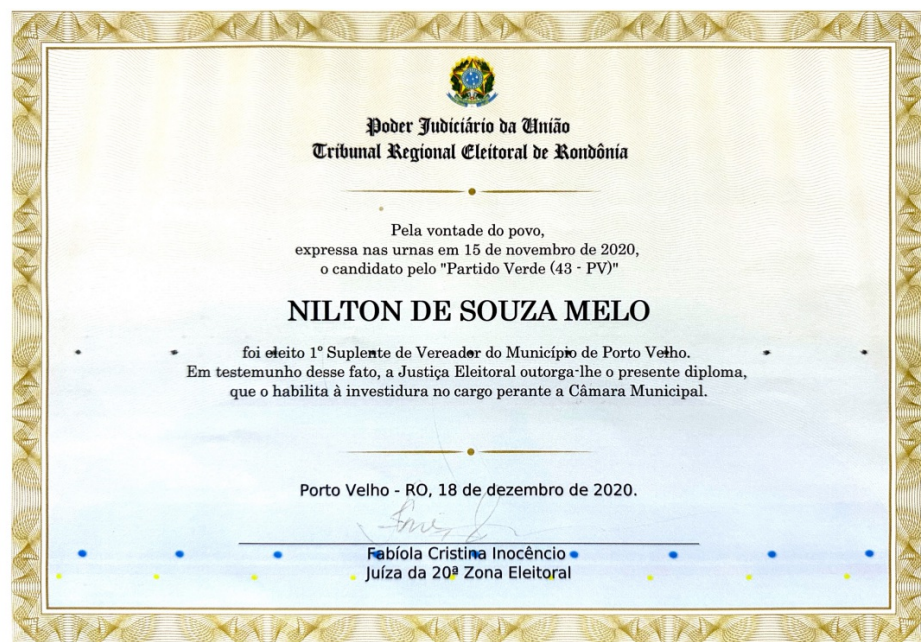 Poder Judiciário da União
Tribunal Regional Eleitoral de Rondônia
Pela vontade do povo,
expressa nas urnas em 15 de novembro de 2020,
o candidato pelo "Partido Verde (43 - PV)"
NILTON DE SOUZA MELO
foi eleito 1º Suplente de Vereador do Município de Porto Velho.
Em testemunho desse fato, a Justiça Eleitoral outorga-lhe o presente diploma,
que o habilita à investidura no cargo perante a Câmara Municipal.
Porto Velho - RO, 18 de dezembro de 2020.
Fabíola Cristina Inocêncio
Juíza da 20ª Zona Eleitoral